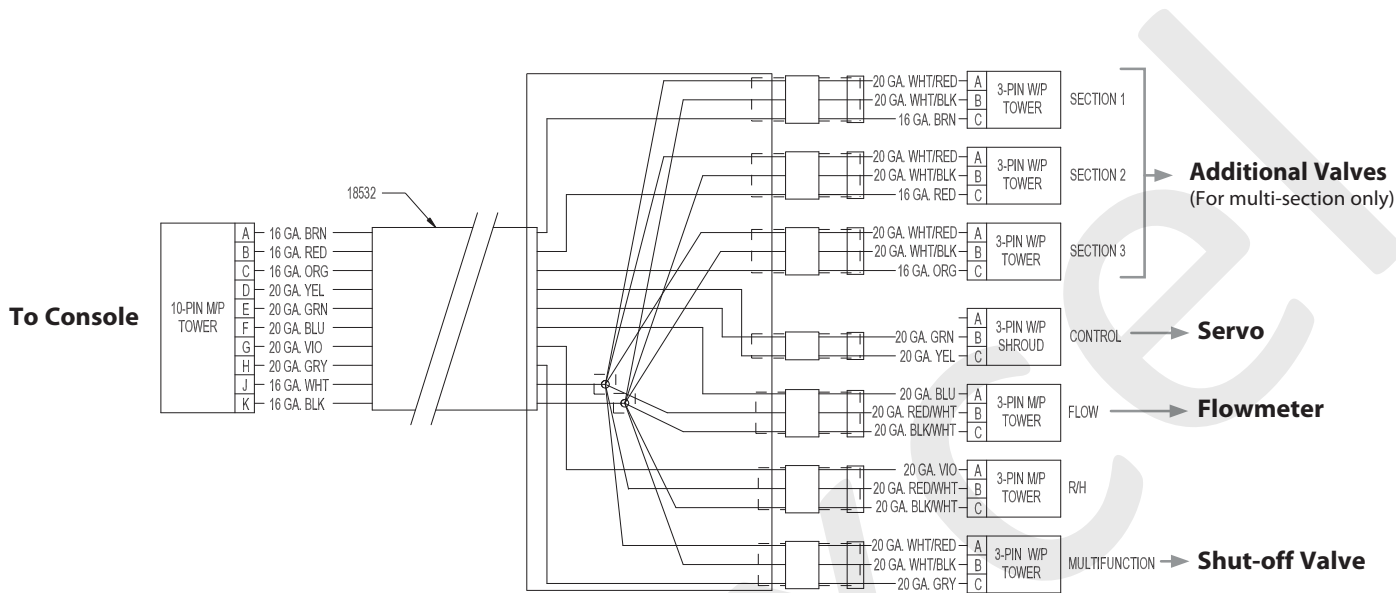 To Console
10-PIN M/P
TOWER
A 16 GA. BRN
B 16 GA. RED
C 16 GA. ORG
D 20 GA. YEL
E 20 GA. GRN
F 20 GA. BLU
G 20 GA. VIO
H 20 GA. GRY
J 16 GA. WHT
K 16 GA. BLK
18532
20 GA. WHT/RED A
20 GA. WHT/BLK B
16 GA. BRN C
3-PIN W/P
TOWER
SECTION 1
20 GA. WHT/RED A
20 GA. WHT/BLK B
16 GA. RED C
3-PIN W/P
TOWER
SECTION 2
Additional Valves
(For multi-section only)
20 GA. WHT/RED A
20 GA. WHT/BLK B
16 GA. ORG C
3-PIN W/P
TOWER
SECTION 3
A
20 GA. GRN B
20 GA. YEL C
3-PIN W/P
SHROUD
CONTROL
Servo
20 GA. BLU A
20 GA. RED/WHT B
20 GA. BLK/WHT C
3-PIN M/P
TOWER
FLOW
Flowmeter
20 GA. VIO A
20 GA. RED/WHT B
20 GA. BLK/WHT C
3-PIN M/P
TOWER
R/H
20 GA. WHT/RED A
20 GA. WHT/BLK B
20 GA. GRY C
3-PIN W/P
TOWER
MULTIFUNCTION
Shut-off Valve